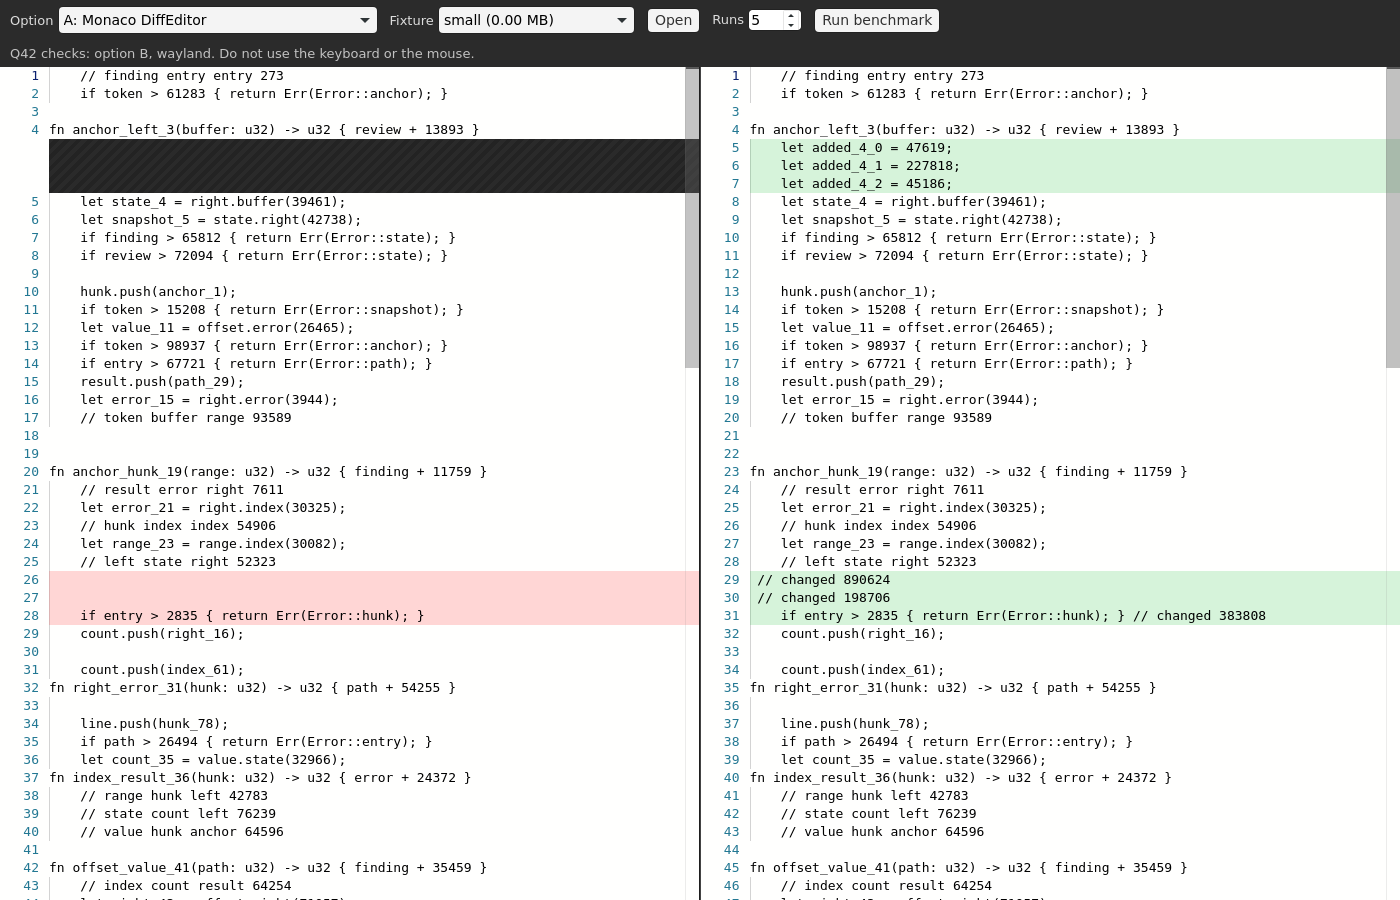 Option A: Monaco DiffEditor Fixture small (0.00 MB) Open Runs 5 Run benchmark
Q42 checks: option B, wayland. Do not use the keyboard or the mouse.
1 // finding entry entry 273
2 if token > 61283 { return Err(Error::anchor); }
3
4 fn anchor_left_3(buffer: u32) -> u32 { review + 13893 }
5 let state_4 = right.buffer(39461);
6 let snapshot_5 = state.right(42738);
7 if finding > 65812 { return Err(Error::state); }
8 if review > 72094 { return Err(Error::state); }
9
10 hunk.push(anchor_1);
11 if token > 15208 { return Err(Error::snapshot); }
12 let value_11 = offset.error(26465);
13 if token > 98937 { return Err(Error::anchor); }
14 if entry > 67721 { return Err(Error::path); }
15 result.push(path_29);
16 let error_15 = right.error(3944);
17 // token buffer range 93589
18
19
20 fn anchor_hunk_19(range: u32) -> u32 { finding + 11759 }
21 // result error right 7611
22 let error_21 = right.index(30325);
23 // hunk index index 54906
24 let range_23 = range.index(30082);
25 // left state right 52323
26
27
28 if entry > 2835 { return Err(Error::hunk); }
29 count.push(right_16);
30
31 count.push(index_61);
32 fn right_error_31(hunk: u32) -> u32 { path + 54255 }
33
34 line.push(hunk_78);
35 if path > 26494 { return Err(Error::entry); }
36 let count_35 = value.state(32966);
37 fn index_result_36(hunk: u32) -> u32 { error + 24372 }
38 // range hunk left 42783
39 // state count left 76239
40 // value hunk anchor 64596
41
42 fn offset_value_41(path: u32) -> u32 { finding + 35459 }
43 // index count result 64254
1 // finding entry entry 273
2 if token > 61283 { return Err(Error::anchor); }
3
4 fn anchor_left_3(buffer: u32) -> u32 { review + 13893 }
5 let added_4_0 = 47619;
6 let added_4_1 = 227818;
7 let added_4_2 = 45186;
8 let state_4 = right.buffer(39461);
9 let snapshot_5 = state.right(42738);
10 if finding > 65812 { return Err(Error::state); }
11 if review > 72094 { return Err(Error::state); }
12
13 hunk.push(anchor_1);
14 if token > 15208 { return Err(Error::snapshot); }
15 let value_11 = offset.error(26465);
16 if token > 98937 { return Err(Error::anchor); }
17 if entry > 67721 { return Err(Error::path); }
18 result.push(path_29);
19 let error_15 = right.error(3944);
20 // token buffer range 93589
21
22
23 fn anchor_hunk_19(range: u32) -> u32 { finding + 11759 }
24 // result error right 7611
25 let error_21 = right.index(30325);
26 // hunk index index 54906
27 let range_23 = range.index(30082);
28 // left state right 52323
29 // changed 890624
30 // changed 198706
31 if entry > 2835 { return Err(Error::hunk); } // changed 383808
32 count.push(right_16);
33
34 count.push(index_61);
35 fn right_error_31(hunk: u32) -> u32 { path + 54255 }
36
37 line.push(hunk_78);
38 if path > 26494 { return Err(Error::entry); }
39 let count_35 = value.state(32966);
40 fn index_result_36(hunk: u32) -> u32 { error + 24372 }
41 // range hunk left 42783
42 // state count left 76239
43 // value hunk anchor 64596
44
45 fn offset_value_41(path: u32) -> u32 { finding + 35459 }
46 // index count result 64254